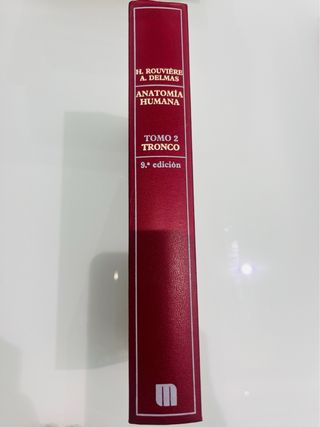 H. ROUVIÈRE
A. DELMAS
ANATOMÍA
HUMANA
TOMO 2
TRONCO
9.ª edición